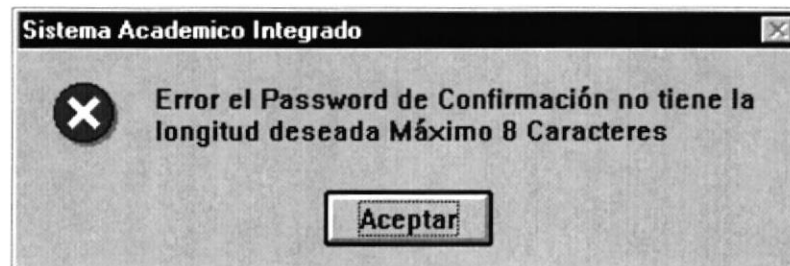 Sistema Academico Integrado
Error el Password de Confirmación no tiene la
longitud deseada Máximo 8 Caracteres
Aceptar